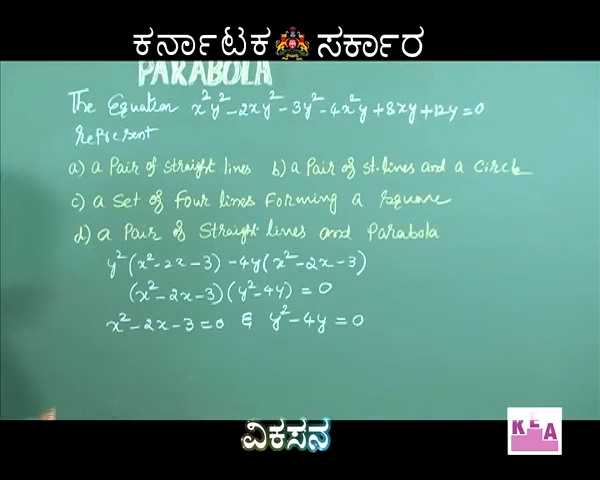 ಕರ್ನಾಟಕ ಸರ್ಕಾರ
PARABOLA
The Equation x²y² - 2xy² - 3y² - 4x²y + 8xy + 12y = 0
Represent
a) a Pair of straight lines b) a Pair of st. lines and a Circle
c) a set of four lines forming a square
d) a Pair of straight lines and Parabola
y²(x² - 2x - 3) - 4y(x² - 2x - 3)
(x² - 2x - 3)(y² - 4y) = 0
x² - 2x - 3 = 0 & y² - 4y = 0
ವಿಕಸನ
KEA